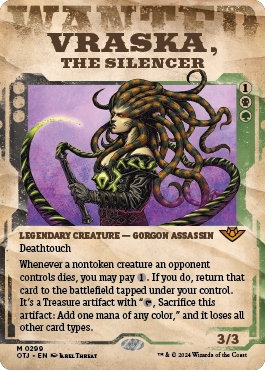 WANTED
VRASKA,
THE SILENCER
1
LEGENDARY CREATURE — GORGON ASSASSIN
Deathtouch
Whenever a nontoken creature an opponent
controls dies, you may pay 1. If you do, return that
card to the battlefield tapped under your control.
It's a Treasure artifact with ", Sacrifice this
artifact: Add one mana of any color," and it loses all
other card types.
3/3
M 0299
OTJ • EN
™ & © 2024 Wizards of the Coast